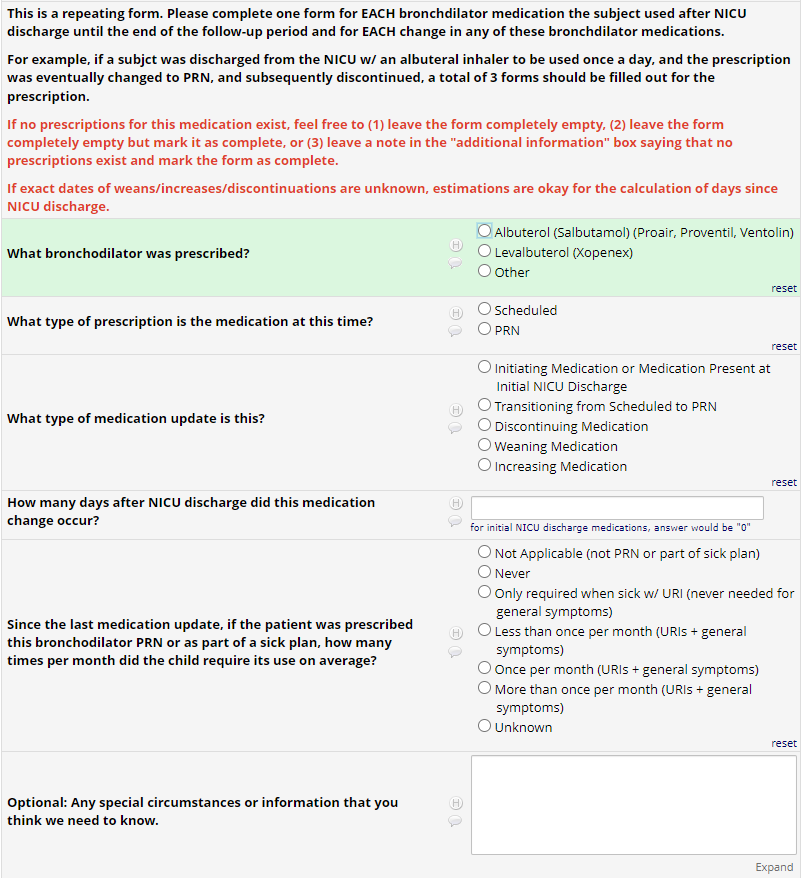 This is a repeating form. Please complete one form for EACH bronchdilator medication the subject used after NICU
discharge until the end of the follow-up period and for EACH change in any of these bronchdilator medications.
For example, if a subjct was discharged from the NICU w/ an albuteral inhaler to be used once a day, and the prescription
was eventually changed to PRN, and subsequently discontinued, a total of 3 forms should be filled out for the
prescription.
If no prescriptions for this medication exist, feel free to (1) leave the form completely empty, (2) leave the form
completely empty but mark it as complete, or (3) leave a note in the "additional information" box saying that no
prescriptions exist and mark the form as complete.
If exact dates of weans/increases/discontinuations are unknown, estimations are okay for the calculation of days since
NICU discharge.
What bronchodilator was prescribed?
H
Albuterol (Salbutamol) (Proair, Proventil, Ventolin)
Levalbuterol (Xopenex)
Other
reset
What type of prescription is the medication at this time?
H
Scheduled
PRN
reset
What type of medication update is this?
H
Initiating Medication or Medication Present at
Initial NICU Discharge
Transitioning from Scheduled to PRN
Discontinuing Medication
Weaning Medication
Increasing Medication
reset
How many days after NICU discharge did this medication
change occur?
H
for initial NICU discharge medications, answer would be "0"
Since the last medication update, if the patient was prescribed
this bronchodilator PRN or as part of a sick plan, how many
times per month did the child require its use on average?
H
Not Applicable (not PRN or part of sick plan)
Never
Only required when sick w/ URI (never needed for
general symptoms)
Less than once per month (URIs + general
symptoms)
Once per month (URIs + general symptoms)
More than once per month (URIs + general
symptoms)
Unknown
reset
Optional: Any special circumstances or information that you
think we need to know.
H
Expand